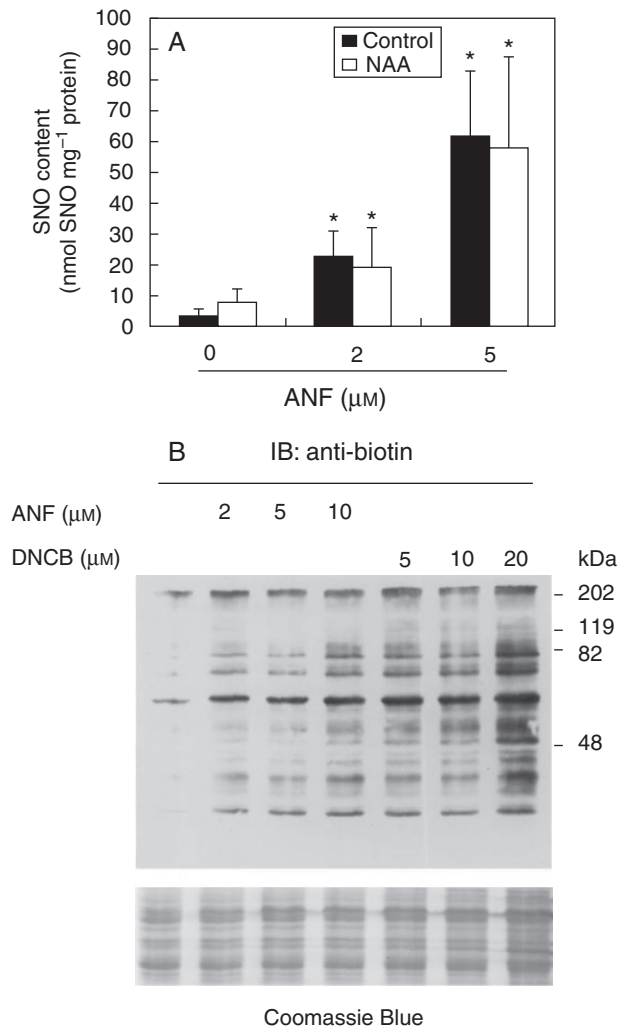 A
Control
NAA
* * * *
SNO content
(nmol SNO mg⁻¹ protein)
100
90
80
70
60
50
40
30
20
10
0
0 2 5
ANF (μM)
B IB: anti-biotin
ANF (μM) 2 5 10
DNCB (μM) 5 10 20 kDa
202
119
82
48
Coomassie Blue